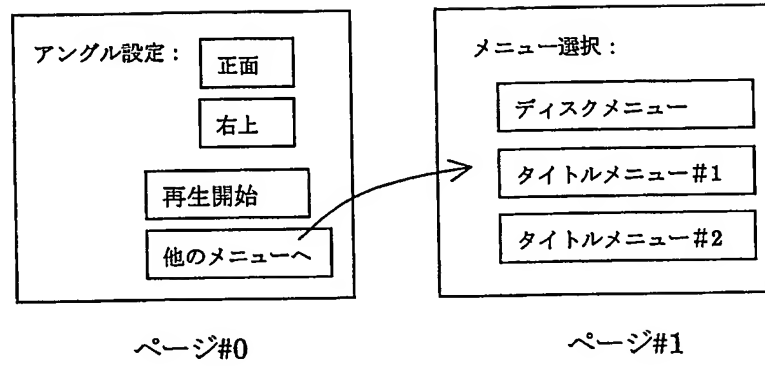 アングル設定：
正面
右上
再生開始
他のメニューへ
ページ#0
メニュー選択：
ディスクメニュー
タイトルメニュー#1
タイトルメニュー#2
ページ#1